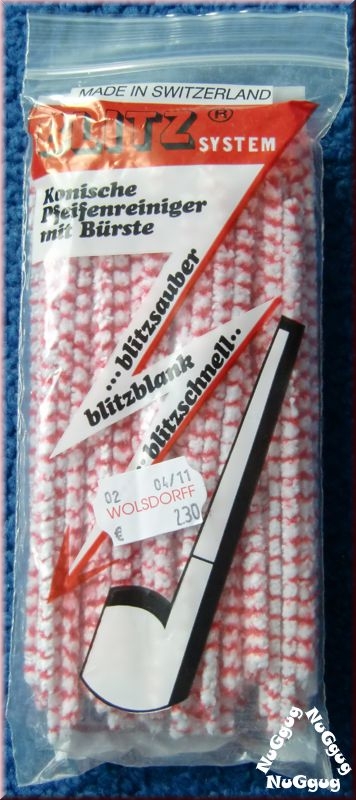 MADE IN SWITZERLAND
BLITZ®
SYSTEM
Konische
Pfeifenreiniger
mit Bürste
...blitzsauber
blitzblank
...blitzschnell..
02 04/11
WOLSDORFF
€ 2.30
NuGgug
NuGgug
NuGgug